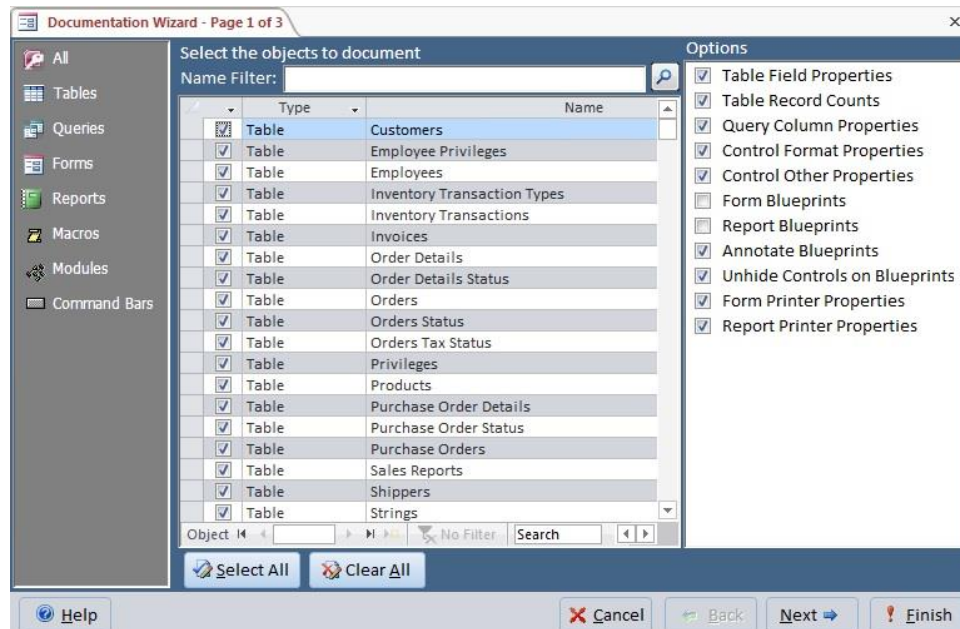 Documentation Wizard - Page 1 of 3
All
Tables
Queries
Forms
Reports
Macros
Modules
Command Bars
Select the objects to document
Name Filter:
Type Name
Table Customers
Table Employee Privileges
Table Employees
Table Inventory Transaction Types
Table Inventory Transactions
Table Invoices
Table Order Details
Table Order Details Status
Table Orders
Table Orders Status
Table Orders Tax Status
Table Privileges
Table Products
Table Purchase Order Details
Table Purchase Order Status
Table Purchase Orders
Table Sales Reports
Table Shippers
Table Strings
Object No Filter Search
Select All Clear All
Options
Table Field Properties
Table Record Counts
Query Column Properties
Control Format Properties
Control Other Properties
Form Blueprints
Report Blueprints
Annotate Blueprints
Unhide Controls on Blueprints
Form Printer Properties
Report Printer Properties
Help Cancel Back Next Finish